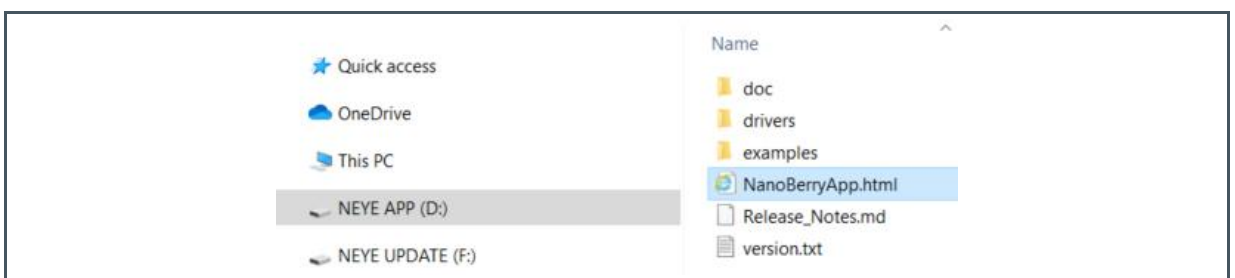 Quick access
OneDrive
This PC
NEYE APP (D:)
NEYE UPDATE (F:)
Name
doc
drivers
examples
NanoBerryApp.html
Release_Notes.md
version.txt